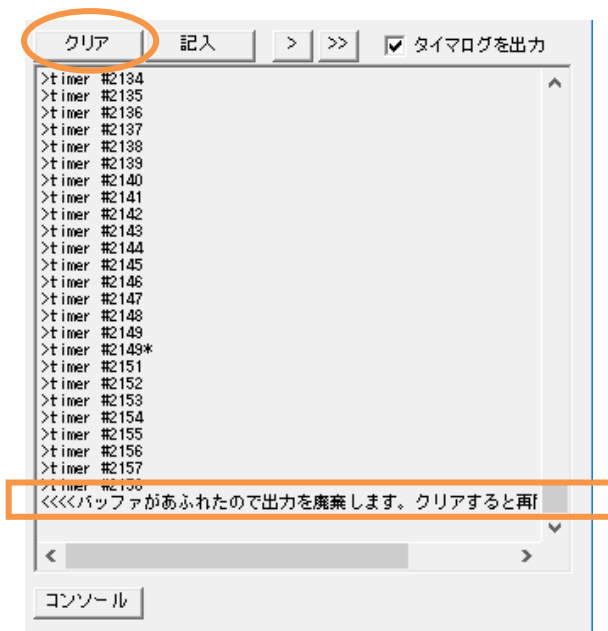 クリア 記入 > >> タイマログを出力
>timer #2134
>timer #2135
>timer #2136
>timer #2137
>timer #2138
>timer #2139
>timer #2140
>timer #2141
>timer #2142
>timer #2143
>timer #2144
>timer #2145
>timer #2146
>timer #2147
>timer #2148
>timer #2149
>timer #2149*
>timer #2151
>timer #2152
>timer #2153
>timer #2154
>timer #2155
>timer #2156
>timer #2157
>timer #2158
<<<<バッファがあふれたので出力を廃棄します。クリアすると再
コンソール